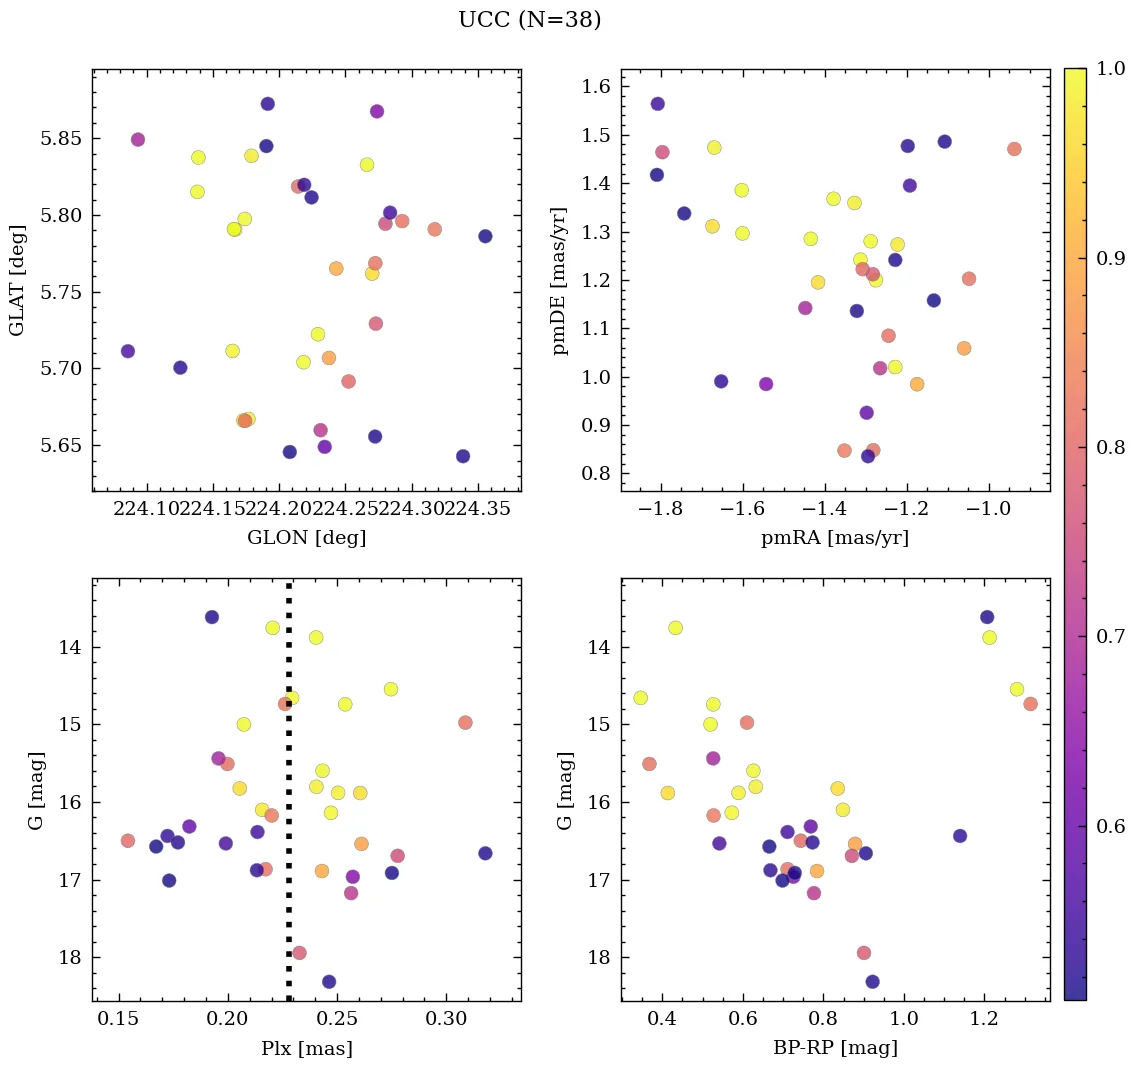 UCC (N=38)
5.85
5.80
5.75
5.70
5.65
GLAT [deg]
224.10 224.15 224.20 224.25 224.30 224.35
GLON [deg]
1.6
1.5
1.4
1.3
1.2
1.1
1.0
0.9
0.8
pmDE [mas/yr]
−1.8 −1.6 −1.4 −1.2 −1.0
pmRA [mas/yr]
1.0
0.9
0.8
0.7
0.6
14
15
16
17
18
G [mag]
0.15 0.20 0.25 0.30
Plx [mas]
14
15
16
17
18
G [mag]
0.4 0.6 0.8 1.0 1.2
BP-RP [mag]